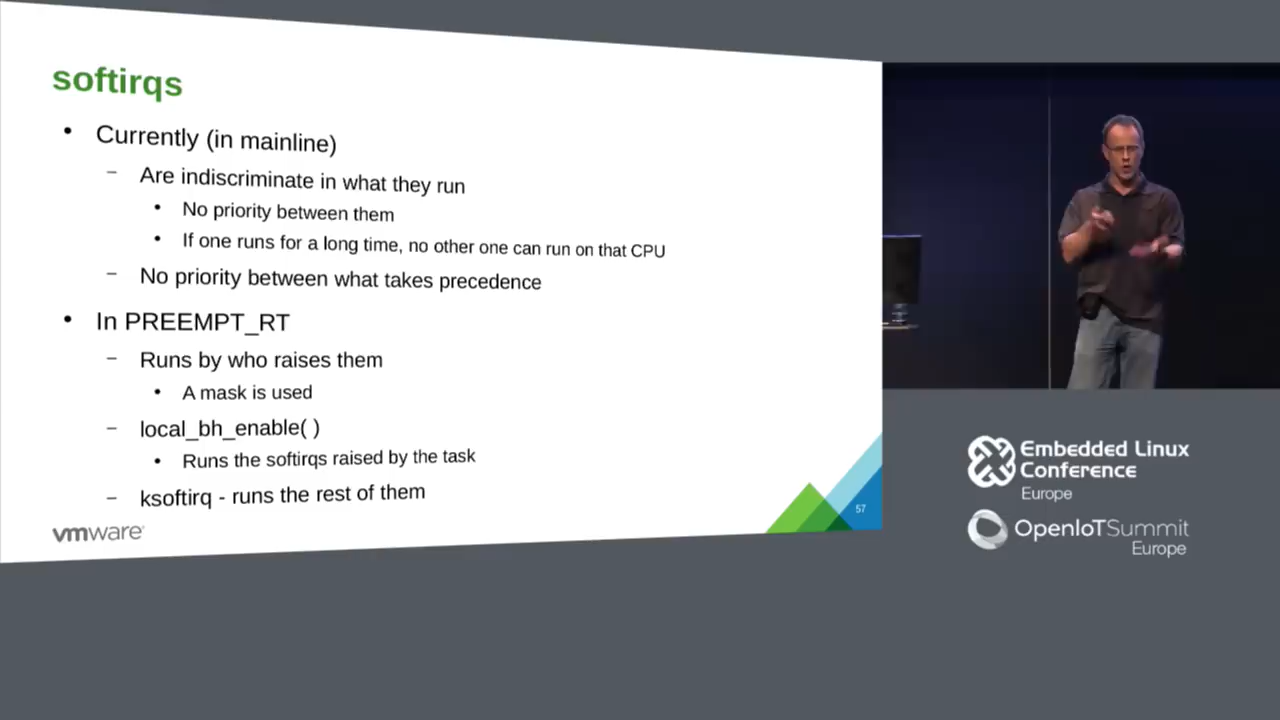 softirqs
• Currently (in mainline)
– Are indiscriminate in what they run
• No priority between them
• If one runs for a long time, no other one can run on that CPU
– No priority between what takes precedence
• In PREEMPT_RT
– Runs by who raises them
• A mask is used
– local_bh_enable( )
• Runs the softirqs raised by the task
– ksoftirq - runs the rest of them
vmware
57
Embedded Linux
Conference
Europe
OpenIoTSummit
Europe